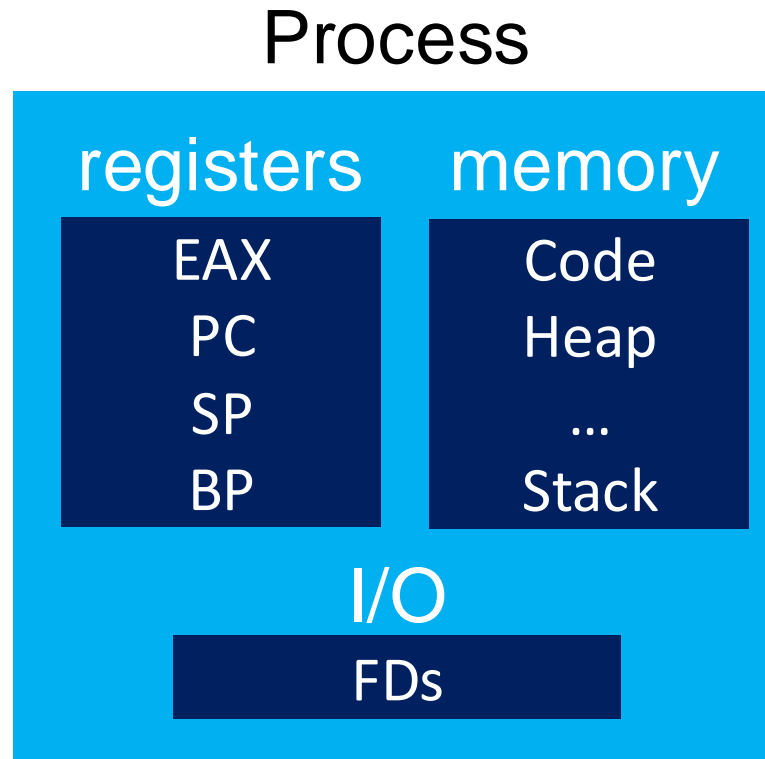 Process
registers
EAX
PC
SP
BP
memory
Code
Heap
...
Stack
I/O
FDs